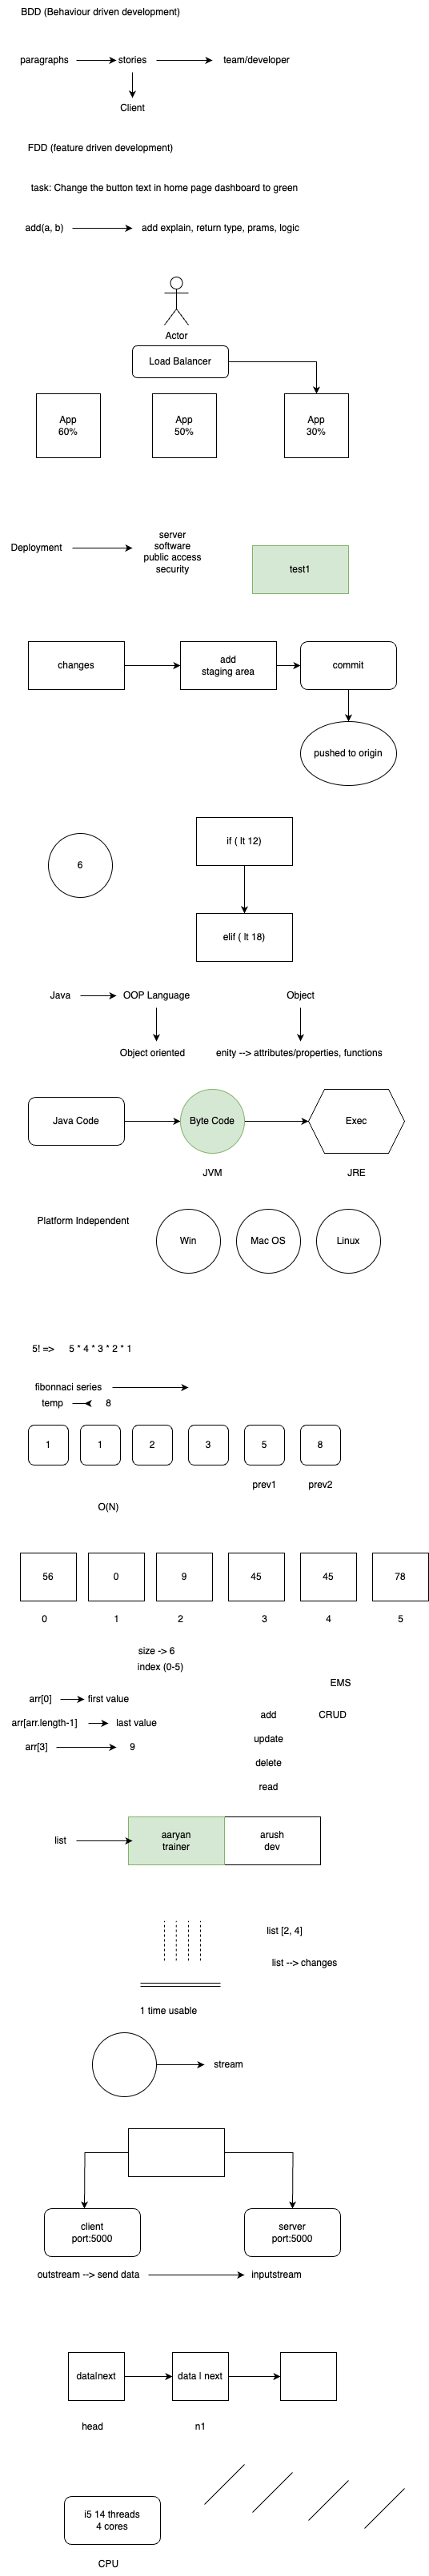 BDD (Behaviour driven development)
paragraphs
stories
team/developer
Client
FDD (feature driven development)
task: Change the button text in home page dashboard to green
add(a, b)
add explain, return type, prams, logic
Actor
Load Balancer
App
60%
App
50%
App
30%
Deployment
server
software
public access
security
test1
changes
add
staging area
commit
pushed to origin
6
if ( lt 12)
elif ( lt 18)
Java
OOP Language
Object
Object oriented
enity --> attributes/properties, functions
Java Code
Byte Code
Exec
JVM
JRE
Platform Independent
Win
Mac OS
Linux
5! => 5 * 4 * 3 * 2 * 1
fibonnaci series
temp
8
1
1
2
3
5
8
prev1
prev2
O(N)
56
0
9
45
45
78
0
1
2
3
4
5
size -> 6
index (0-5)
EMS
arr[0]
first value
add
CRUD
arr[arr.length-1]
last value
update
arr[3]
9
delete
read
list
aaryan
trainer
arush
dev
list [2, 4]
list --> changes
1 time usable
stream
client
port:5000
server
port:5000
outstream --> send data
inputstream
data|next
data | next
head
n1
i5 14 threads
4 cores
CPU